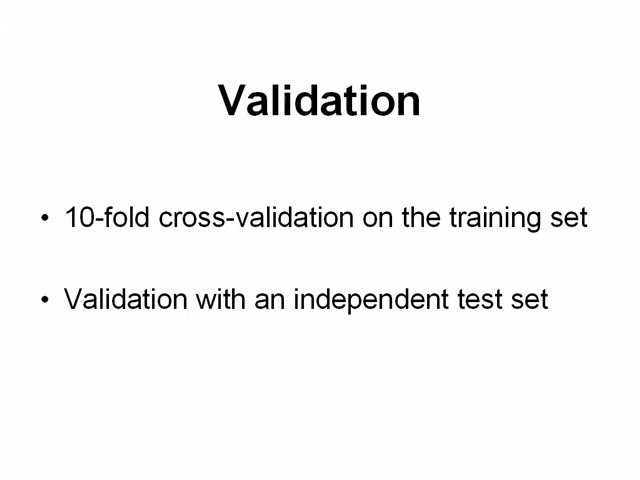 Validation
• 10-fold cross-validation on the training set
• Validation with an independent test set